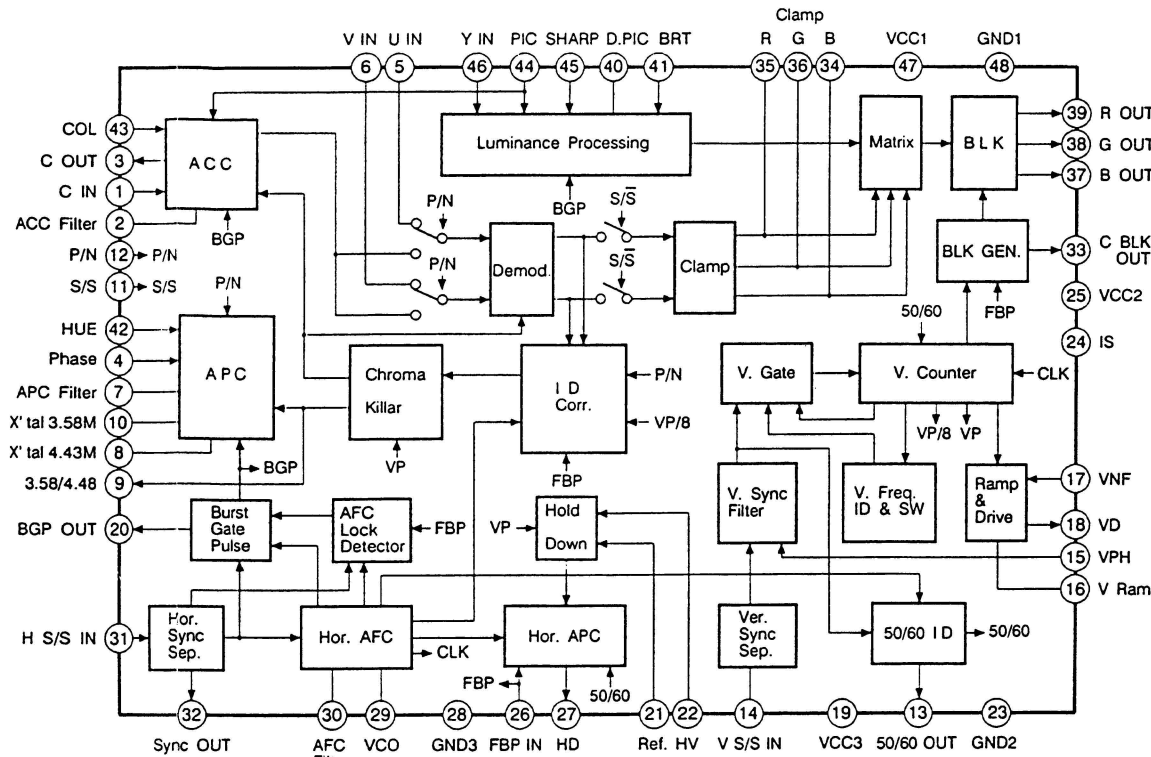 Clamp
V IN U IN Y IN PIC SHARP D.PIC BRT R G B VCC1 GND1
6 5 46 44 45 40 41 35 36 34 47 48
COL 43
C OUT 3
C IN 1
ACC Filter 2
P/N 12 P/N
S/S 11 S/S
HUE 42
Phase 4
APC Filter 7
X' tal 3.58M 10
X' tal 4.43M 8
3.58/4.48 9
BGP OUT 20
H S/S IN 31
ACC
BGP
Luminance Processing
BGP
Matrix
BLK
39 R OUT
38 G OUT
37 B OUT
P/N
P/N
Demod.
S/S̅
S/S̅
Clamp
BLK GEN.
FBP
33 C BLK OUT
25 VCC2
24 IS
P/N
APC
BGP
Chroma
Killar
VP
ID
Corr.
P/N
VP/8
FBP
V. Gate
50/60
V. Counter
CLK
VP/8 VP
V. Sync
Filter
V. Freq.
ID & SW
Ramp
&
Drive
17 VNF
18 VD
15 VPH
16 V Ram
Burst
Gate
Pulse
AFC
Lock
Detector
FBP
VP
Hold
Down
Hor.
Sync
Sep.
Hor. AFC
CLK
Hor. APC
FBP
50/60
Ver.
Sync
Sep.
50/60 ID
50/60
32 30 29 28 26 27 21 22 14 19 13 23
Sync OUT AFC VCO GND3 FBP IN HD Ref. HV V S/S IN VCC3 50/60 OUT GND2